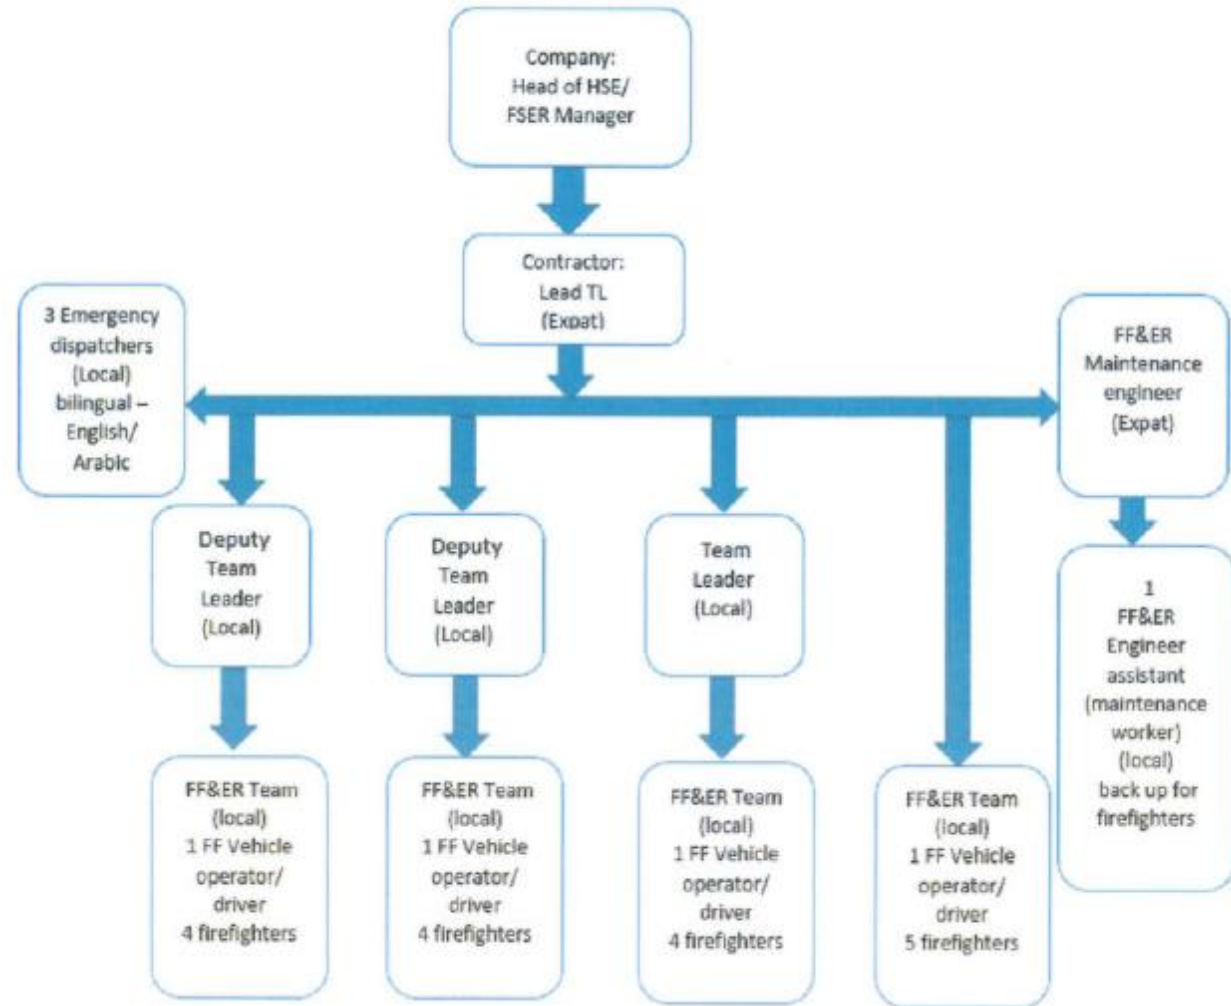 Company:
Head of HSE/
FSER Manager
Contractor:
Lead TL
(Expat)
3 Emergency
dispatchers
(Local)
bilingual –
English/
Arabic
FF&ER
Maintenance
engineer
(Expat)
Deputy
Team
Leader
(Local)
Deputy
Team
Leader
(Local)
Team
Leader
(Local)
1
FF&ER
Engineer
assistant
(maintenance
worker)
(local)
back up for
firefighters
FF&ER Team
(local)
1 FF Vehicle
operator/
driver
4 firefighters
FF&ER Team
(local)
1 FF Vehicle
operator/
driver
4 firefighters
FF&ER Team
(local)
1 FF Vehicle
operator/
driver
4 firefighters
FF&ER Team
(local)
1 FF Vehicle
operator/
driver
5 firefighters